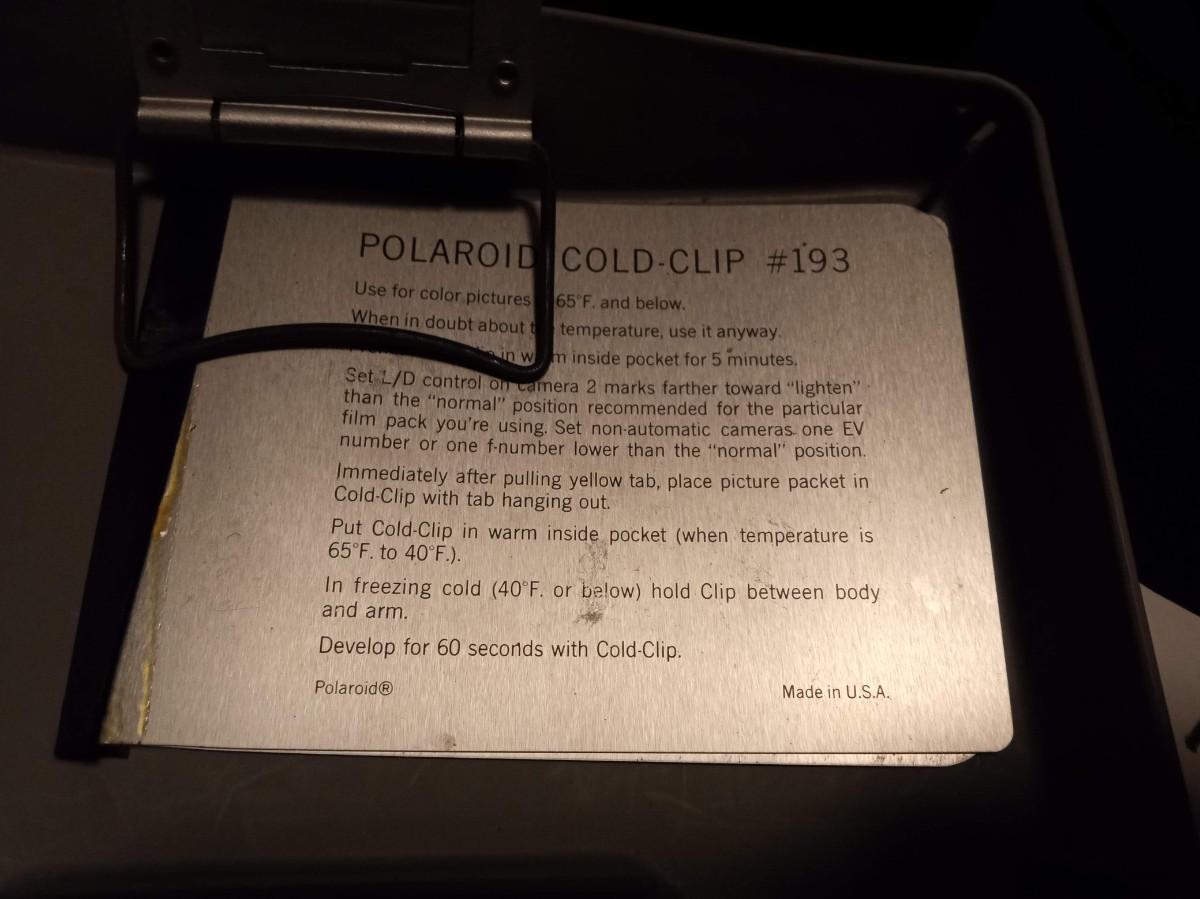 POLAROID COLD-CLIP #193
Use for color pictures 65°F. and below.
When in doubt about the temperature, use it anyway.
in warm inside pocket for 5 minutes.
Set L/D control on camera 2 marks farther toward “lighten”
than the “normal” position recommended for the particular
film pack you’re using. Set non-automatic cameras one EV
number or one f-number lower than the “normal” position.
Immediately after pulling yellow tab, place picture packet in
Cold-Clip with tab hanging out.
Put Cold-Clip in warm inside pocket (when temperature is
65°F. to 40°F.).
In freezing cold (40°F. or below) hold Clip between body
and arm.
Develop for 60 seconds with Cold-Clip.
Polaroid® Made in U.S.A.